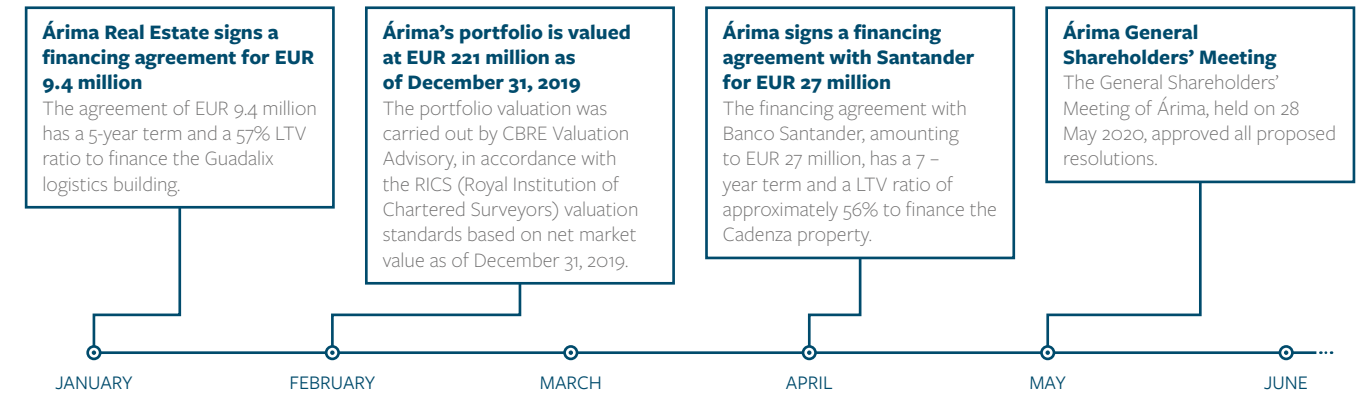 Árima Real Estate signs a
financing agreement for EUR
9.4 million
The agreement of EUR 9.4 million
has a 5-year term and a 57% LTV
ratio to finance the Guadalix
logistics building.
Árima's portfolio is valued
at EUR 221 million as
of December 31, 2019
The portfolio valuation was
carried out by CBRE Valuation
Advisory, in accordance with
the RICS (Royal Institution of
Chartered Surveyors) valuation
standards based on net market
value as of December 31, 2019.
Árima signs a financing
agreement with Santander
for EUR 27 million
The financing agreement with
Banco Santander, amounting
to EUR 27 million, has a 7 –
year term and a LTV ratio of
approximately 56% to finance the
Cadenza property.
Árima General
Shareholders' Meeting
The General Shareholders'
Meeting of Árima, held on 28
May 2020, approved all proposed
resolutions.
JANUARY
FEBRUARY
MARCH
APRIL
MAY
JUNE